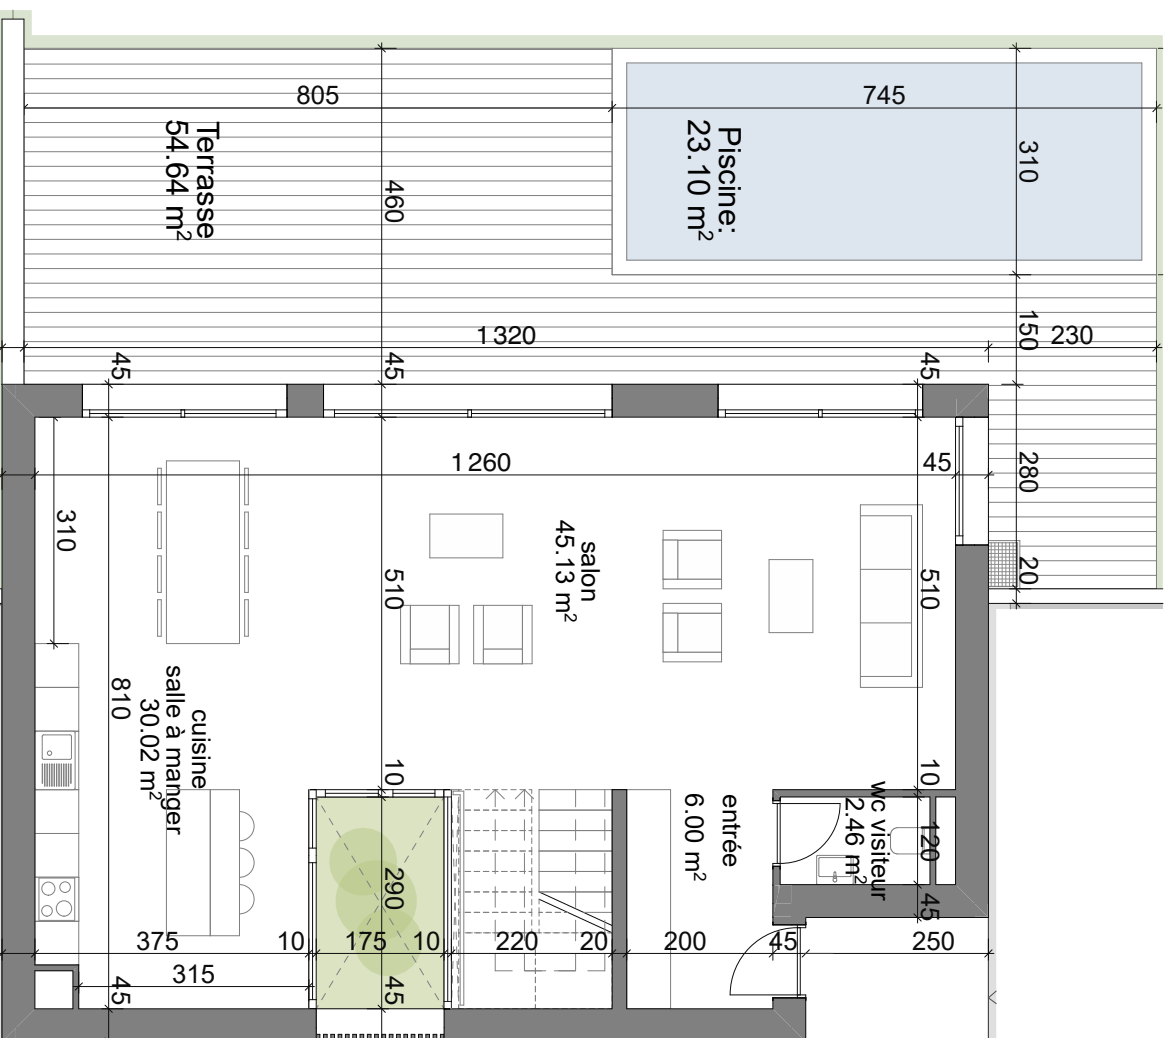 805
745
Terrasse
54.64 m²
Piscine:
23.10 m²
310
460
1320
150
230
45
45
45
1260
45
280
310
salon
45.13 m²
510
510
20
cuisine
salle à manger
30.02 m²
810
10
10
entrée
6.00 m²
wc visiteur
2.46 m²
120
290
45
375
10
175
10
220
20
200
45
250
315
45
45